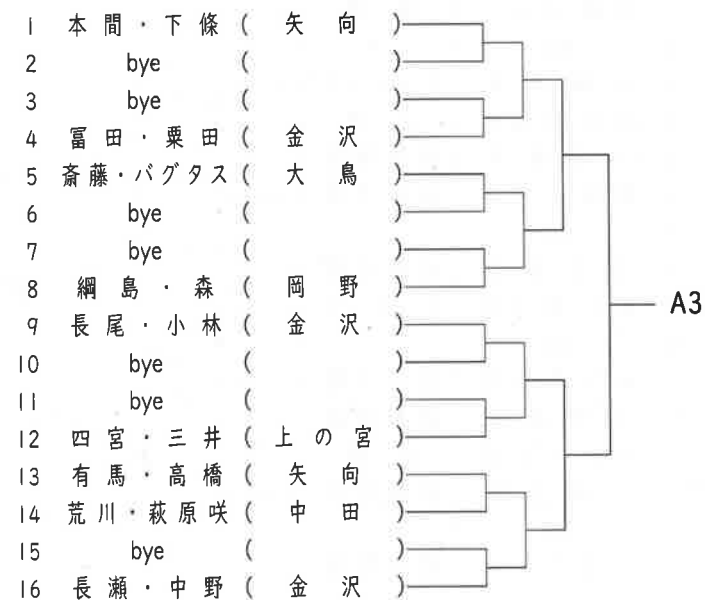 1 本間・下條 ( 矢向 )
2 bye ( )
3 bye ( )
4 冨田・粟田 ( 金沢 )
5 斎藤・バグタス ( 大鳥 )
6 bye ( )
7 bye ( )
8 綱島・森 ( 岡野 )
A3
9 長尾・小林 ( 金沢 )
10 bye ( )
11 bye ( )
12 四宮・三井 ( 上の宮 )
13 有馬・高橋 ( 矢向 )
14 荒川・萩原咲 ( 中田 )
15 bye ( )
16 長瀬・中野 ( 金沢 )